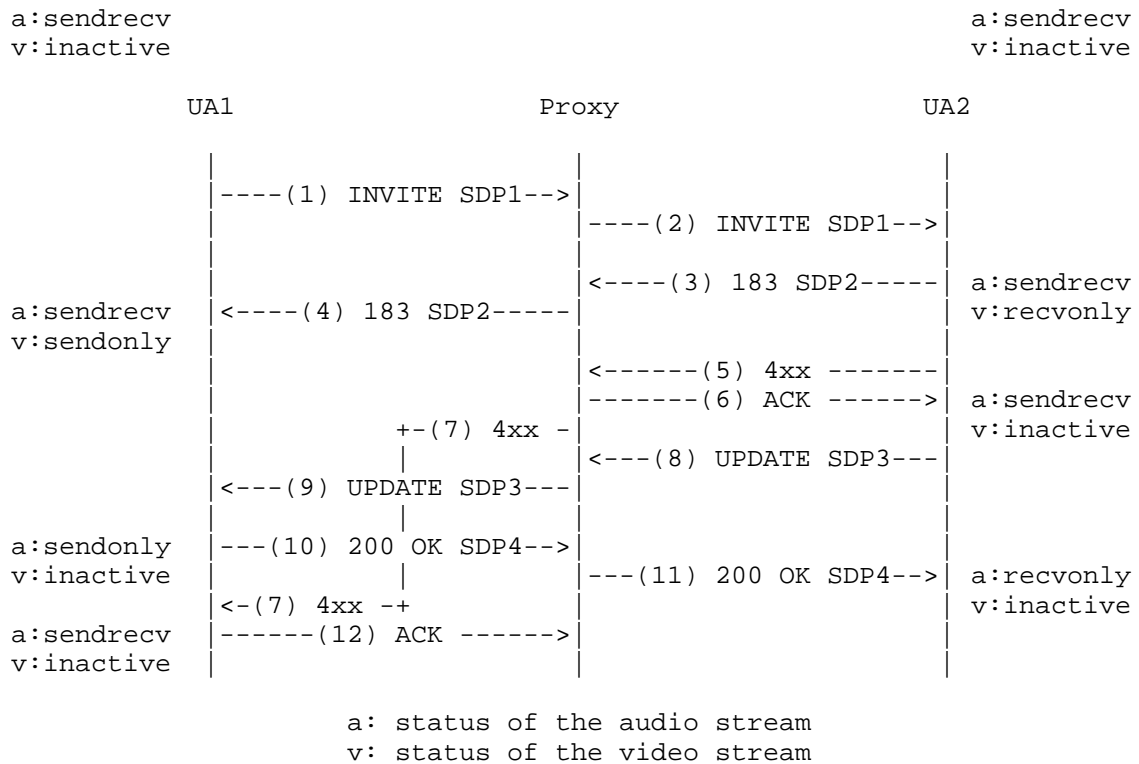 a:sendrecv a:sendrecv
v:inactive v:inactive
UA1 Proxy UA2
----(1) INVITE SDP1-->
----(2) INVITE SDP1-->
<----(3) 183 SDP2----- a:sendrecv
a:sendrecv <----(4) 183 SDP2----- v:recvonly
v:sendonly
<------(5) 4xx -------
-------(6) ACK ------> a:sendrecv
+-(7) 4xx - v:inactive
<---(8) UPDATE SDP3---
<---(9) UPDATE SDP3---
a:sendonly ---(10) 200 OK SDP4-->
v:inactive ---(11) 200 OK SDP4--> a:recvonly
<-(7) 4xx -+ v:inactive
a:sendrecv ------(12) ACK ------>
v:inactive
a: status of the audio stream
v: status of the video stream